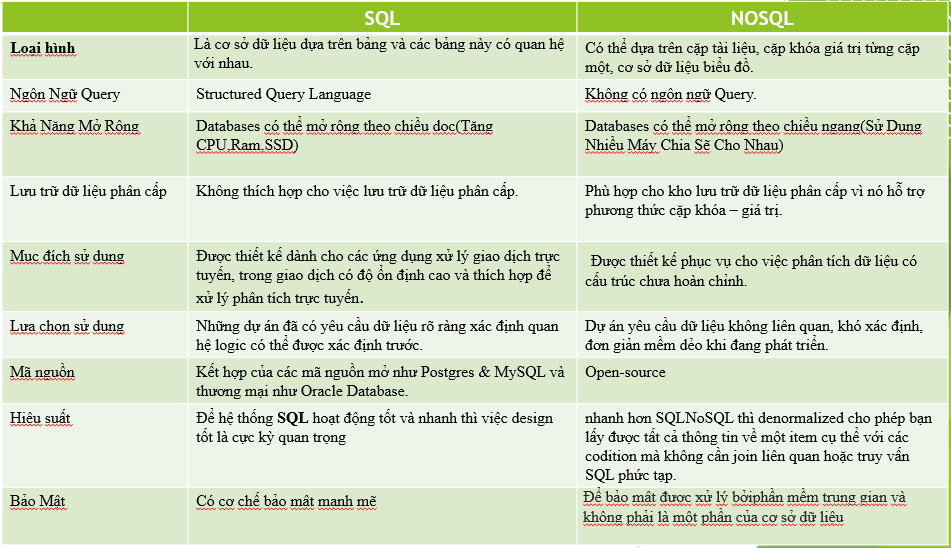 SQL
NOSQL
Loại hình
Là cơ sở dữ liệu dựa trên bảng và các bảng này có quan hệ
với nhau.
Có thể dựa trên cặp tài liệu, cặp khóa giá trị từng cặp
một, cơ sở dữ liệu biểu đồ.
Ngôn Ngữ Query
Structured Query Language
Không có ngôn ngữ Query.
Khả Năng Mở Rộng
Databases có thể mở rộng theo chiều dọc(Tăng
CPU,Ram,SSD)
Databases có thể mở rộng theo chiều ngang(Sử Dụng
Nhiều Máy Chia Sẽ Cho Nhau)
Lưu trữ dữ liệu phân cấp
Không thích hợp cho việc lưu trữ dữ liệu phân cấp.
Phù hợp cho kho lưu trữ dữ liệu phân cấp vì nó hỗ trợ
phương thức cặp khóa – giá trị.
Mục đích sử dụng
Được thiết kế dành cho các ứng dụng xử lý giao dịch trực
tuyến, trong giao dịch có độ ổn định cao và thích hợp để
xử lý phân tích trực tuyến.
Được thiết kế phục vụ cho việc phân tích dữ liệu có
cấu trúc chưa hoàn chỉnh.
Lựa chọn sử dụng
Những dự án đã có yêu cầu dữ liệu rõ ràng xác định quan
hệ logic có thể được xác định trước.
Dự án yêu cầu dữ liệu không liên quan, khó xác định,
đơn giản mềm dẻo khi đang phát triển.
Mã nguồn
Kết hợp của các mã nguồn mở như Postgres & MySQL và
thương mại như Oracle Database.
Open-source
Hiệu suất
Để hệ thống SQL hoạt động tốt và nhanh thì việc design
tốt là cực kỳ quan trọng
nhanh hơn SQLNoSQL thì denormalized cho phép bạn
lấy được tất cả thông tin về một item cụ thể với các
codition mà không cần join liên quan hoặc truy vấn
SQL phức tạp.
Bảo Mật
Có cơ chế bảo mật mạnh mẽ
Để bảo mật được xử lý bởiphần mềm trung gian và
không phải là một phần của cơ sở dữ liệu